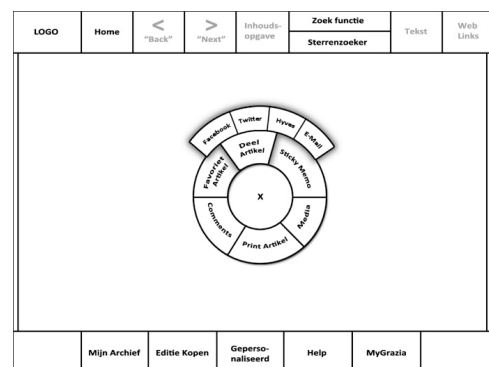 LOGO
Home
<
"Back"
>
"Next"
Inhouds-
opgave
Zoek functie
Sterrenzoeker
Tekst
Web
Links
Facebook
Twitter
Hyves
E-Mail
Deel
Artikel
Favoriet
Artikel
Sticky Memo
X
Comments
Media
Print Artikel
Mijn Archief
Editie Kopen
Geperso-
naliseerd
Help
MyGrazia